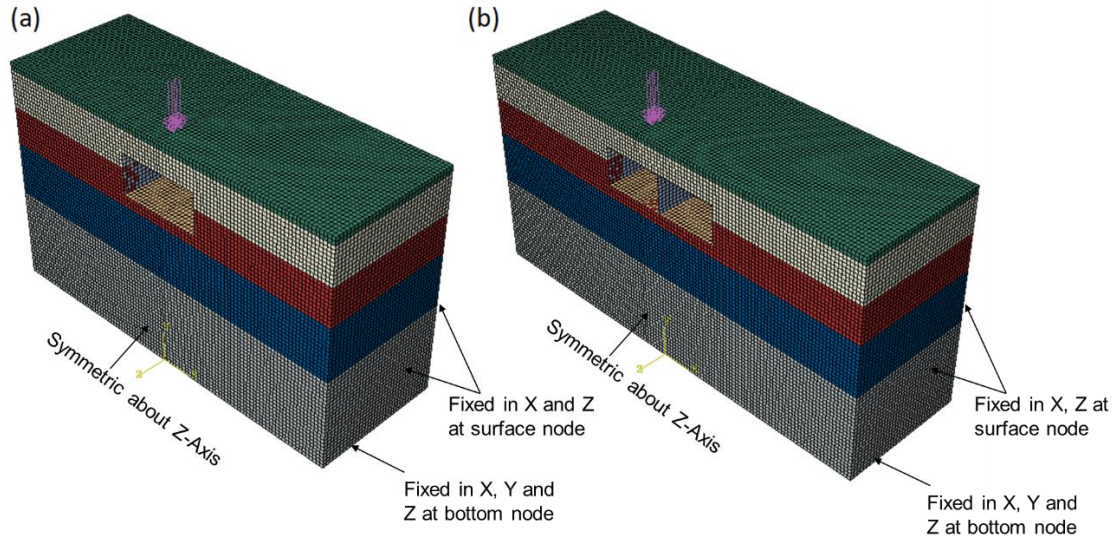 (a)
(b)
Symmetric about Z-Axis
Fixed in X and Z
at surface node
Fixed in X, Y and
Z at bottom node
Symmetric about Z-Axis
Fixed in X, Z at
surface node
Fixed in X, Y and
Z at bottom node